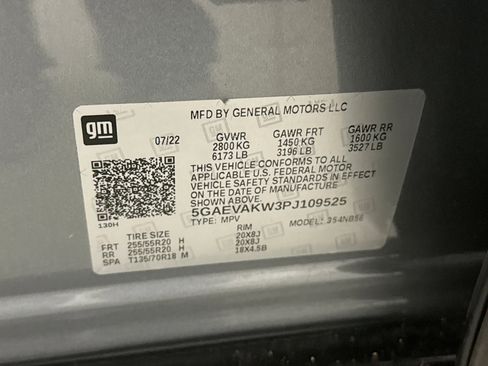 MFD BY GENERAL MOTORS LLC
gm
07/22 GVWR GAWR FRT GAWR RR
2800 KG 1450 KG 1600 KG
6173 LB 3196 LB 3527 LB
THIS VEHICLE CONFORMS TO ALL
APPLICABLE U.S. FEDERAL MOTOR
VEHICLE SAFETY STANDARDS IN EFFECT
ON THE DATE OF MANUFACTURE
SHOWN ABOVE.
5GAEVAKW3PJ109525
130H
TYPE: MPV MODEL:
TIRE SIZE RIM
FRT 255/55R20 H 20X8J
RR 255/55R20 H 20X8J
SPA T135/70R18 M 18X4.5B